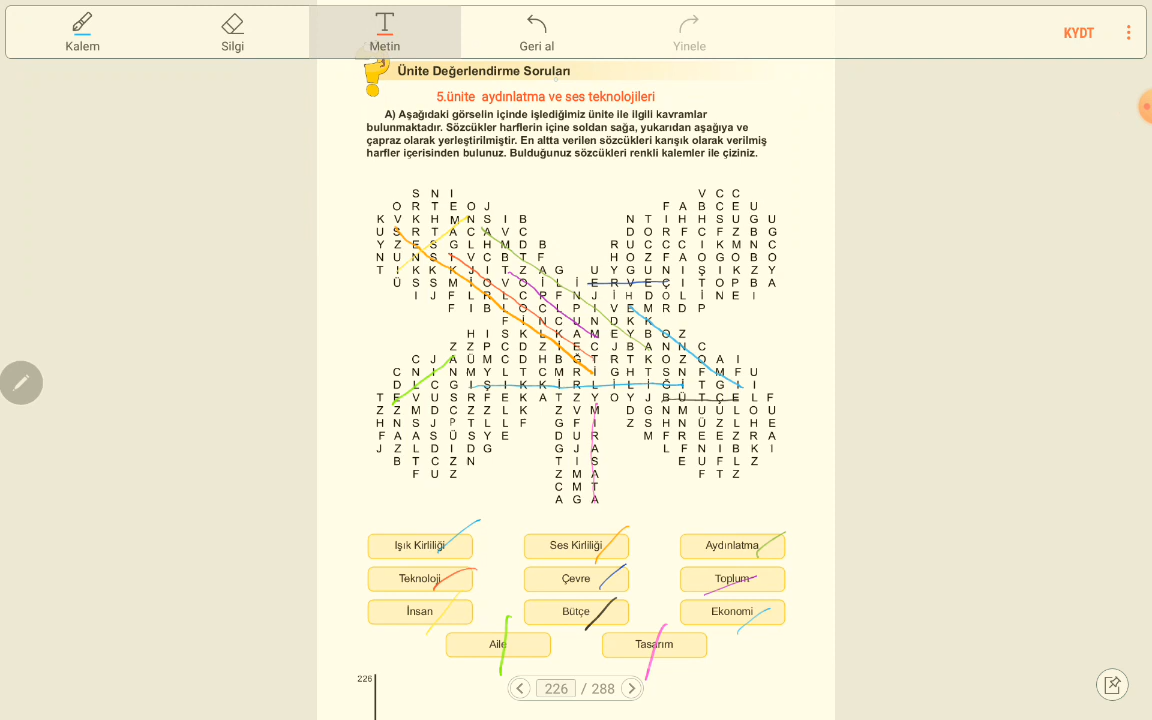 Kalem
Silgi
Metin
Geri al
Yinele
KYDT
Ünite Değerlendirme Soruları
5.ünite aydınlatma ve ses teknolojileri
A) Aşağıdaki görselin içinde işlediğimiz ünite ile ilgili kavramlar
bulunmaktadır. Sözcükler harflerin içine soldan sağa, yukarıdan aşağıya ve
çapraz olarak yerleştirilmiştir. En altta verilen sözcükleri karışık olarak verilmiş
harfler içerisinden bulunuz. Bulduğunuz sözcükleri renkli kalemler ile çiziniz.
S N I V C C
O R T E O J F A B C E U
K V K H M N S I B N T I H H S U G U
U S R T A C A V C D O R F C F Z B G
Y Z E S G L H M D B R U C C C I K M N C
N U N S I V C B T F H O Z F A O G O B O
T İ K K K J I T Z A G U Y G U N I Ş I K P Y
Ü S S M İ O V O İ L İ E R V E Ç I T O Z A
I J F L R L C R F N J İ H D O L İ N E I
F I B L O C L P I V E M R D P
F İ N C U N D K K
H I S K L K A M E Y B O Z
Z Z P C D Z I E C J B A N N C
C J A Ü M C D H B Ğ T R T K O Z O A I
C N I N M Y L T C M R İ G H T S N F M F U
D L C G I Ş I K K İ R L İ L İ Ğ İ T G L I
T E V U S R F E K A T Z Y O Y J B Ü T Ç E L F
Z Z M S C Z Z L K Z V M D G N M U U L O U
H N S J P T L L F G F I Z S H N U Z L H E
F A A S Ü S Y E D U R M F R E E Z R A
J Z L D I D G G J A L F N I B K I
B T C Z N T I S E U F L Z
F U Z Z M A F T Z
C M T
A G A
Işık Kirliliği
Ses Kirliliği
Aydınlatma
Teknoloji
Çevre
Toplum
İnsan
Bütçe
Ekonomi
Aile
Tasarım
226
226 / 288